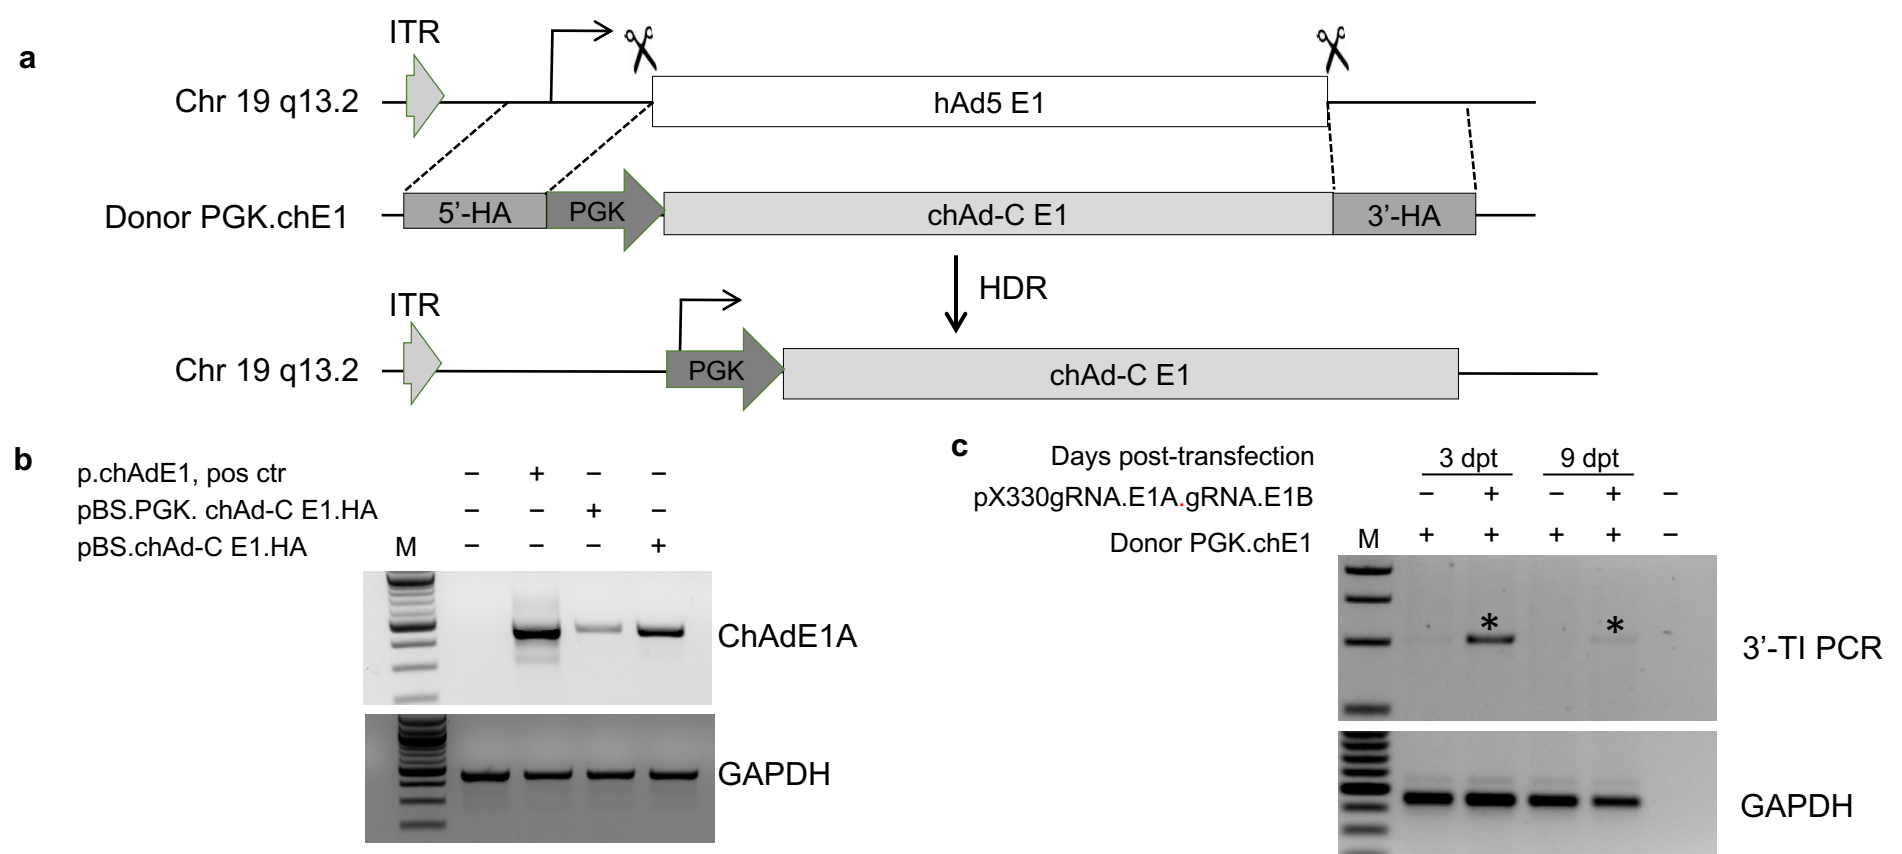 a
ITR
Chr 19 q13.2
hAd5 E1
Donor PGK.chE1
5’-HA
PGK
chAd-C E1
3’-HA
HDR
ITR
Chr 19 q13.2
PGK
chAd-C E1
b
p.chAdE1, pos ctr – + – –
pBS.PGK. chAd-C E1.HA – – + –
pBS.chAd-C E1.HA M – – – +
ChAdE1A
GAPDH
c
Days post-transfection 3 dpt 9 dpt
pX330gRNA.E1A.gRNA.E1B – + – + –
Donor PGK.chE1 M + + + + –
* *
3’-TI PCR
GAPDH